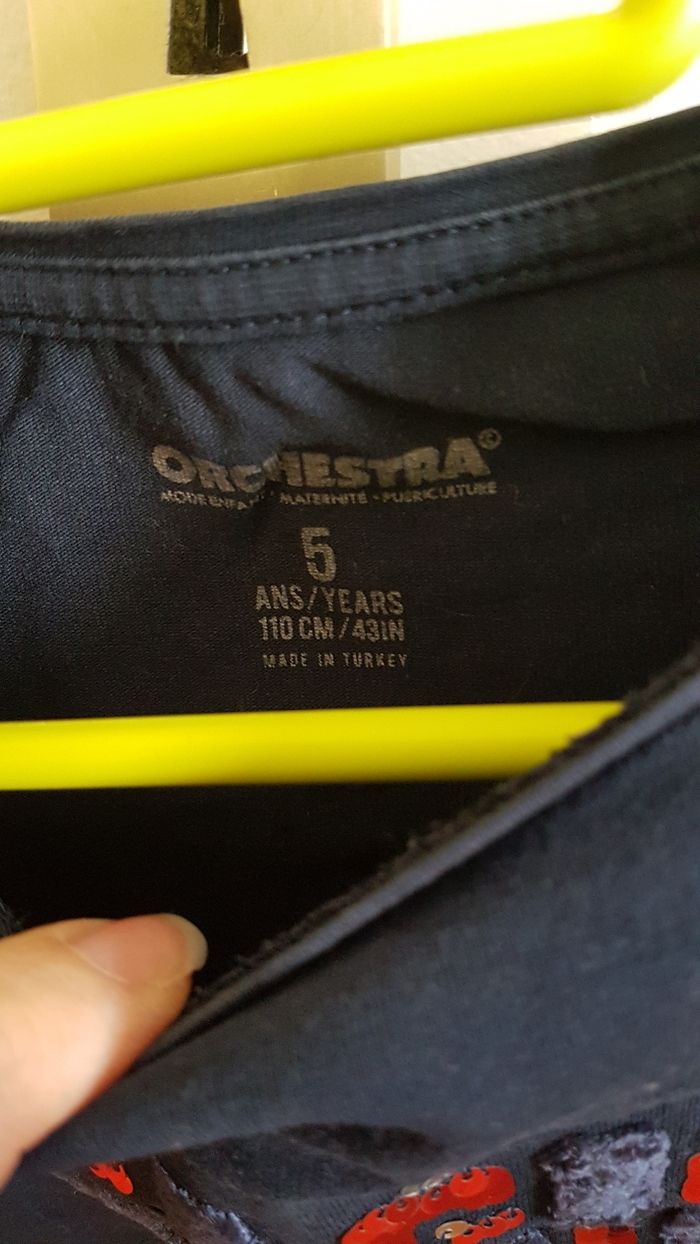 ORCHESTRA©
MODE ENFANT • MATERNITE • PUERICULTURE
5
ANS/YEARS
110 CM/43IN
MADE IN TURKEY